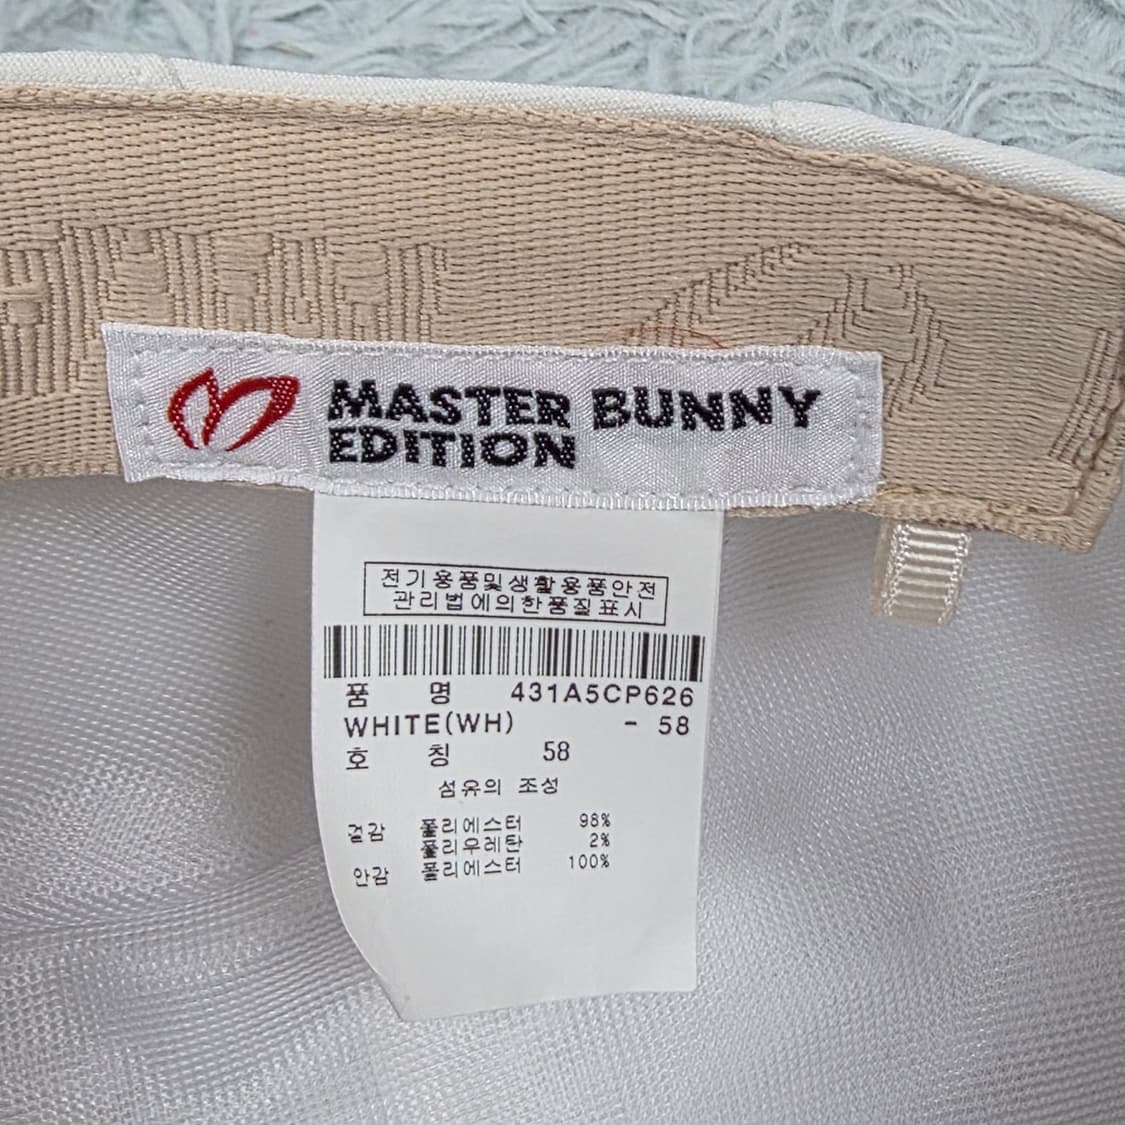 MASTER BUNNY
EDITION
전기용품및생활용품안전
관리법에의한품질표시
품 명 431A5CP626
WHITE(WH) - 58
호 칭 58
섬유의 조성
겉감 폴리에스터 98%
폴리우레탄 2%
안감 폴리에스터 100%